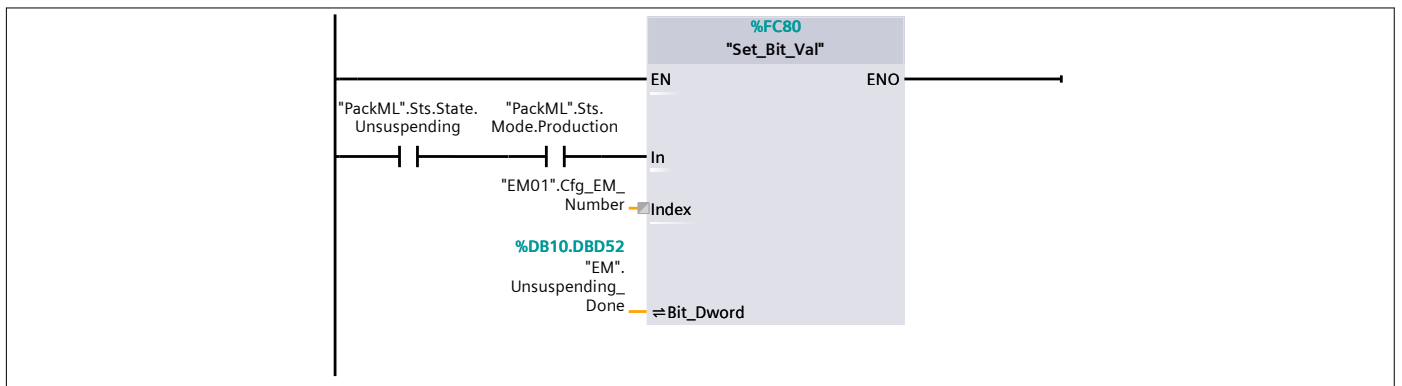 %FC80
"Set_Bit_Val"
EN
ENO
"PackML".Sts.State.
Unsuspending
"PackML".Sts.
Mode.Production
In
"EM01".Cfg_EM_
Number
Index
%DB10.DBD52
"EM".
Unsuspending_
Done
⇌Bit_Dword